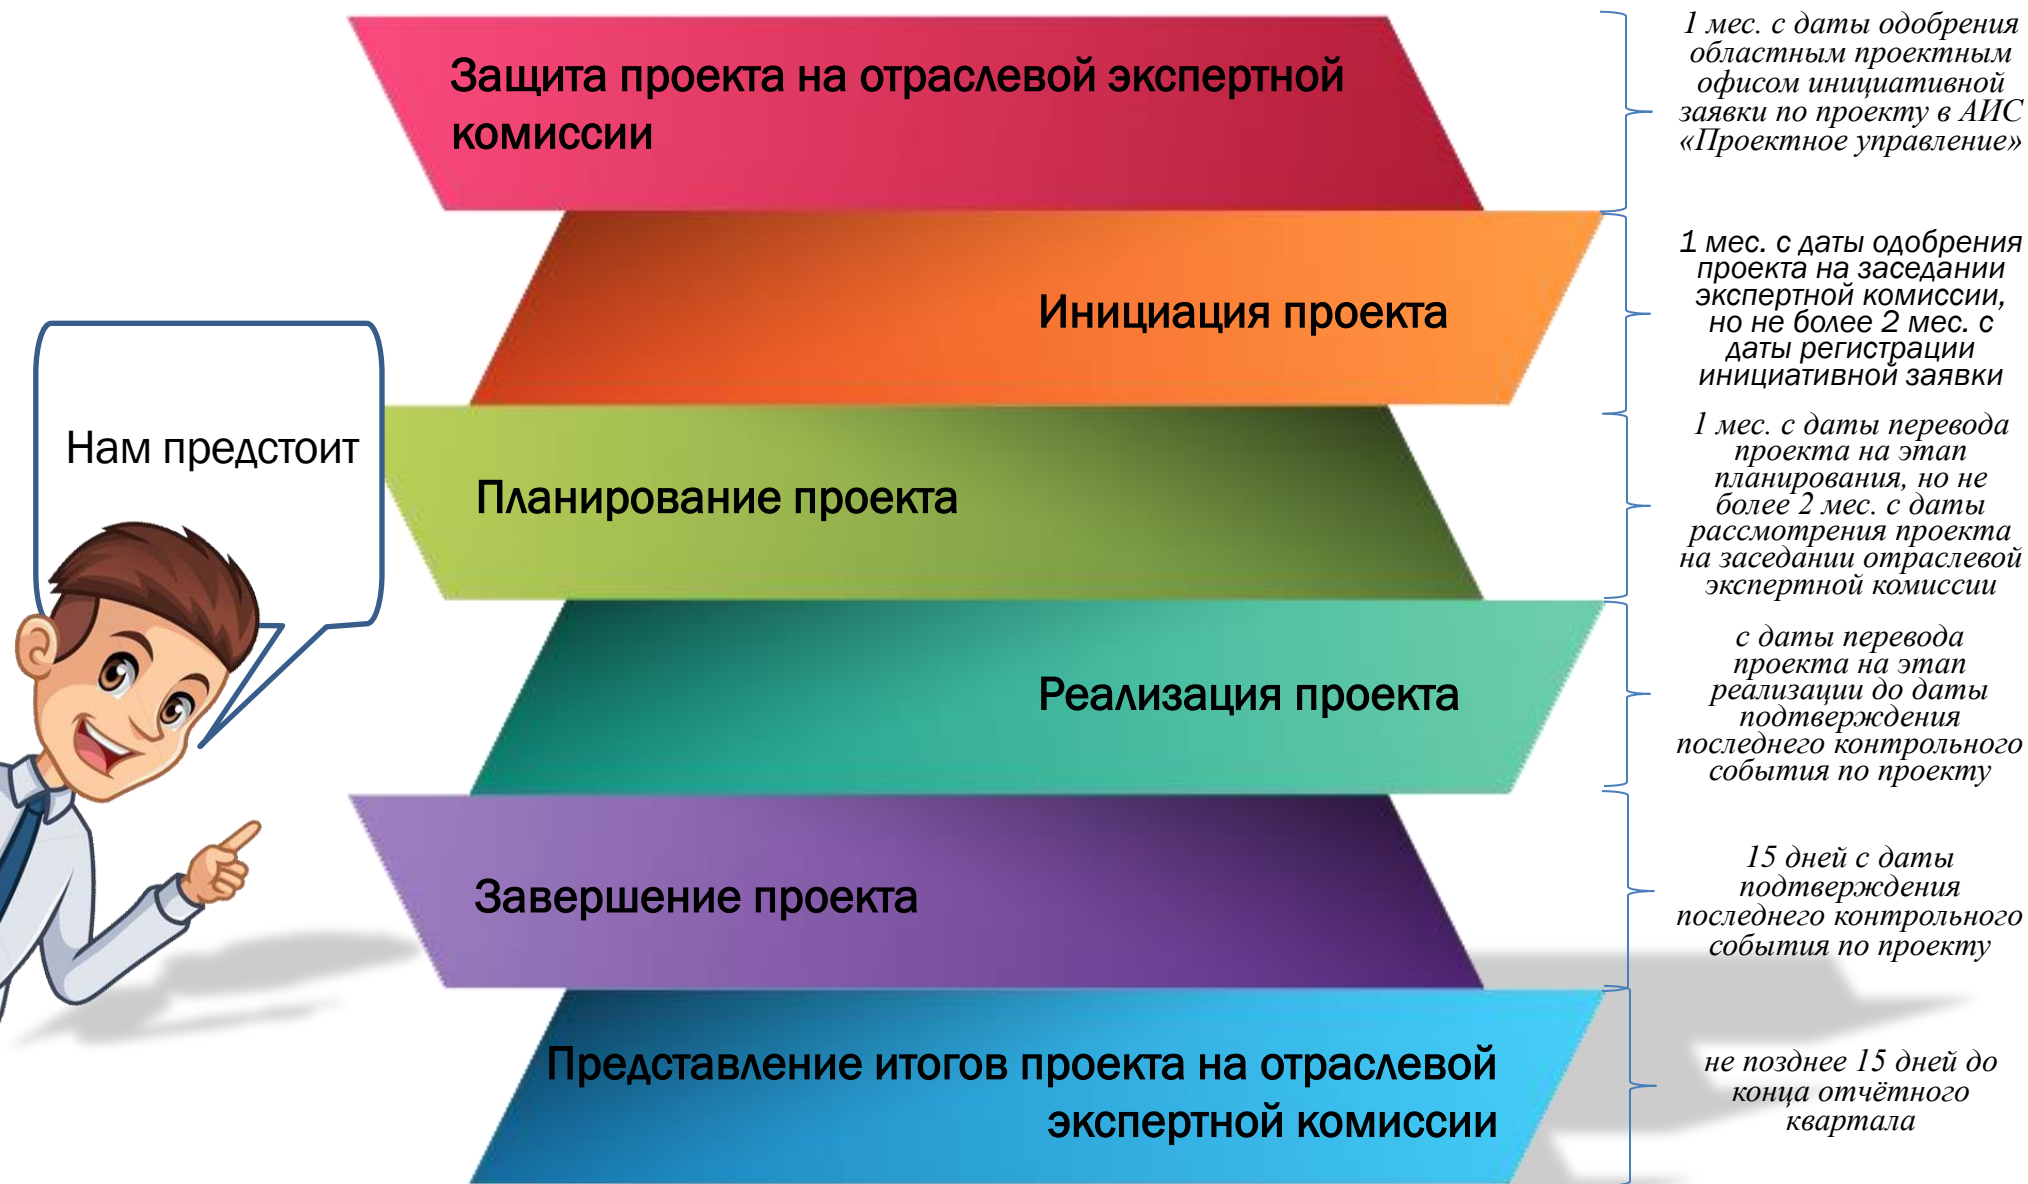 Защита проекта на отраслевой экспертной
комиссии
1 мес. с даты одобрения
областным проектным
офисом инициативной
заявки по проекту в АИС
«Проектное управление»
Инициация проекта
1 мес. с даты одобрения
проекта на заседании
экспертной комиссии,
но не более 2 мес. с
даты регистрации
инициативной заявки
Нам предстоит
Планирование проекта
1 мес. с даты перевода
проекта на этап
планирования, но не
более 2 мес. с даты
рассмотрения проекта
на заседании отраслевой
экспертной комиссии
Реализация проекта
с даты перевода
проекта на этап
реализации до даты
подтверждения
последнего контрольного
события по проекту
Завершение проекта
15 дней с даты
подтверждения
последнего контрольного
события по проекту
Представление итогов проекта на отраслевой
экспертной комиссии
не позднее 15 дней до
конца отчётного
квартала